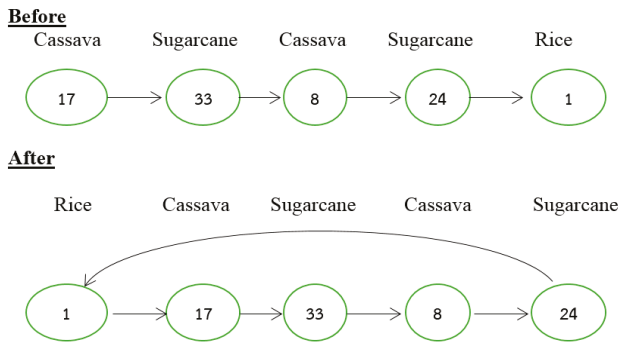 Before
Cassava Sugarcane Cassava Sugarcane Rice
17 33 8 24 1
After
Rice Cassava Sugarcane Cassava Sugarcane
1 17 33 8 24